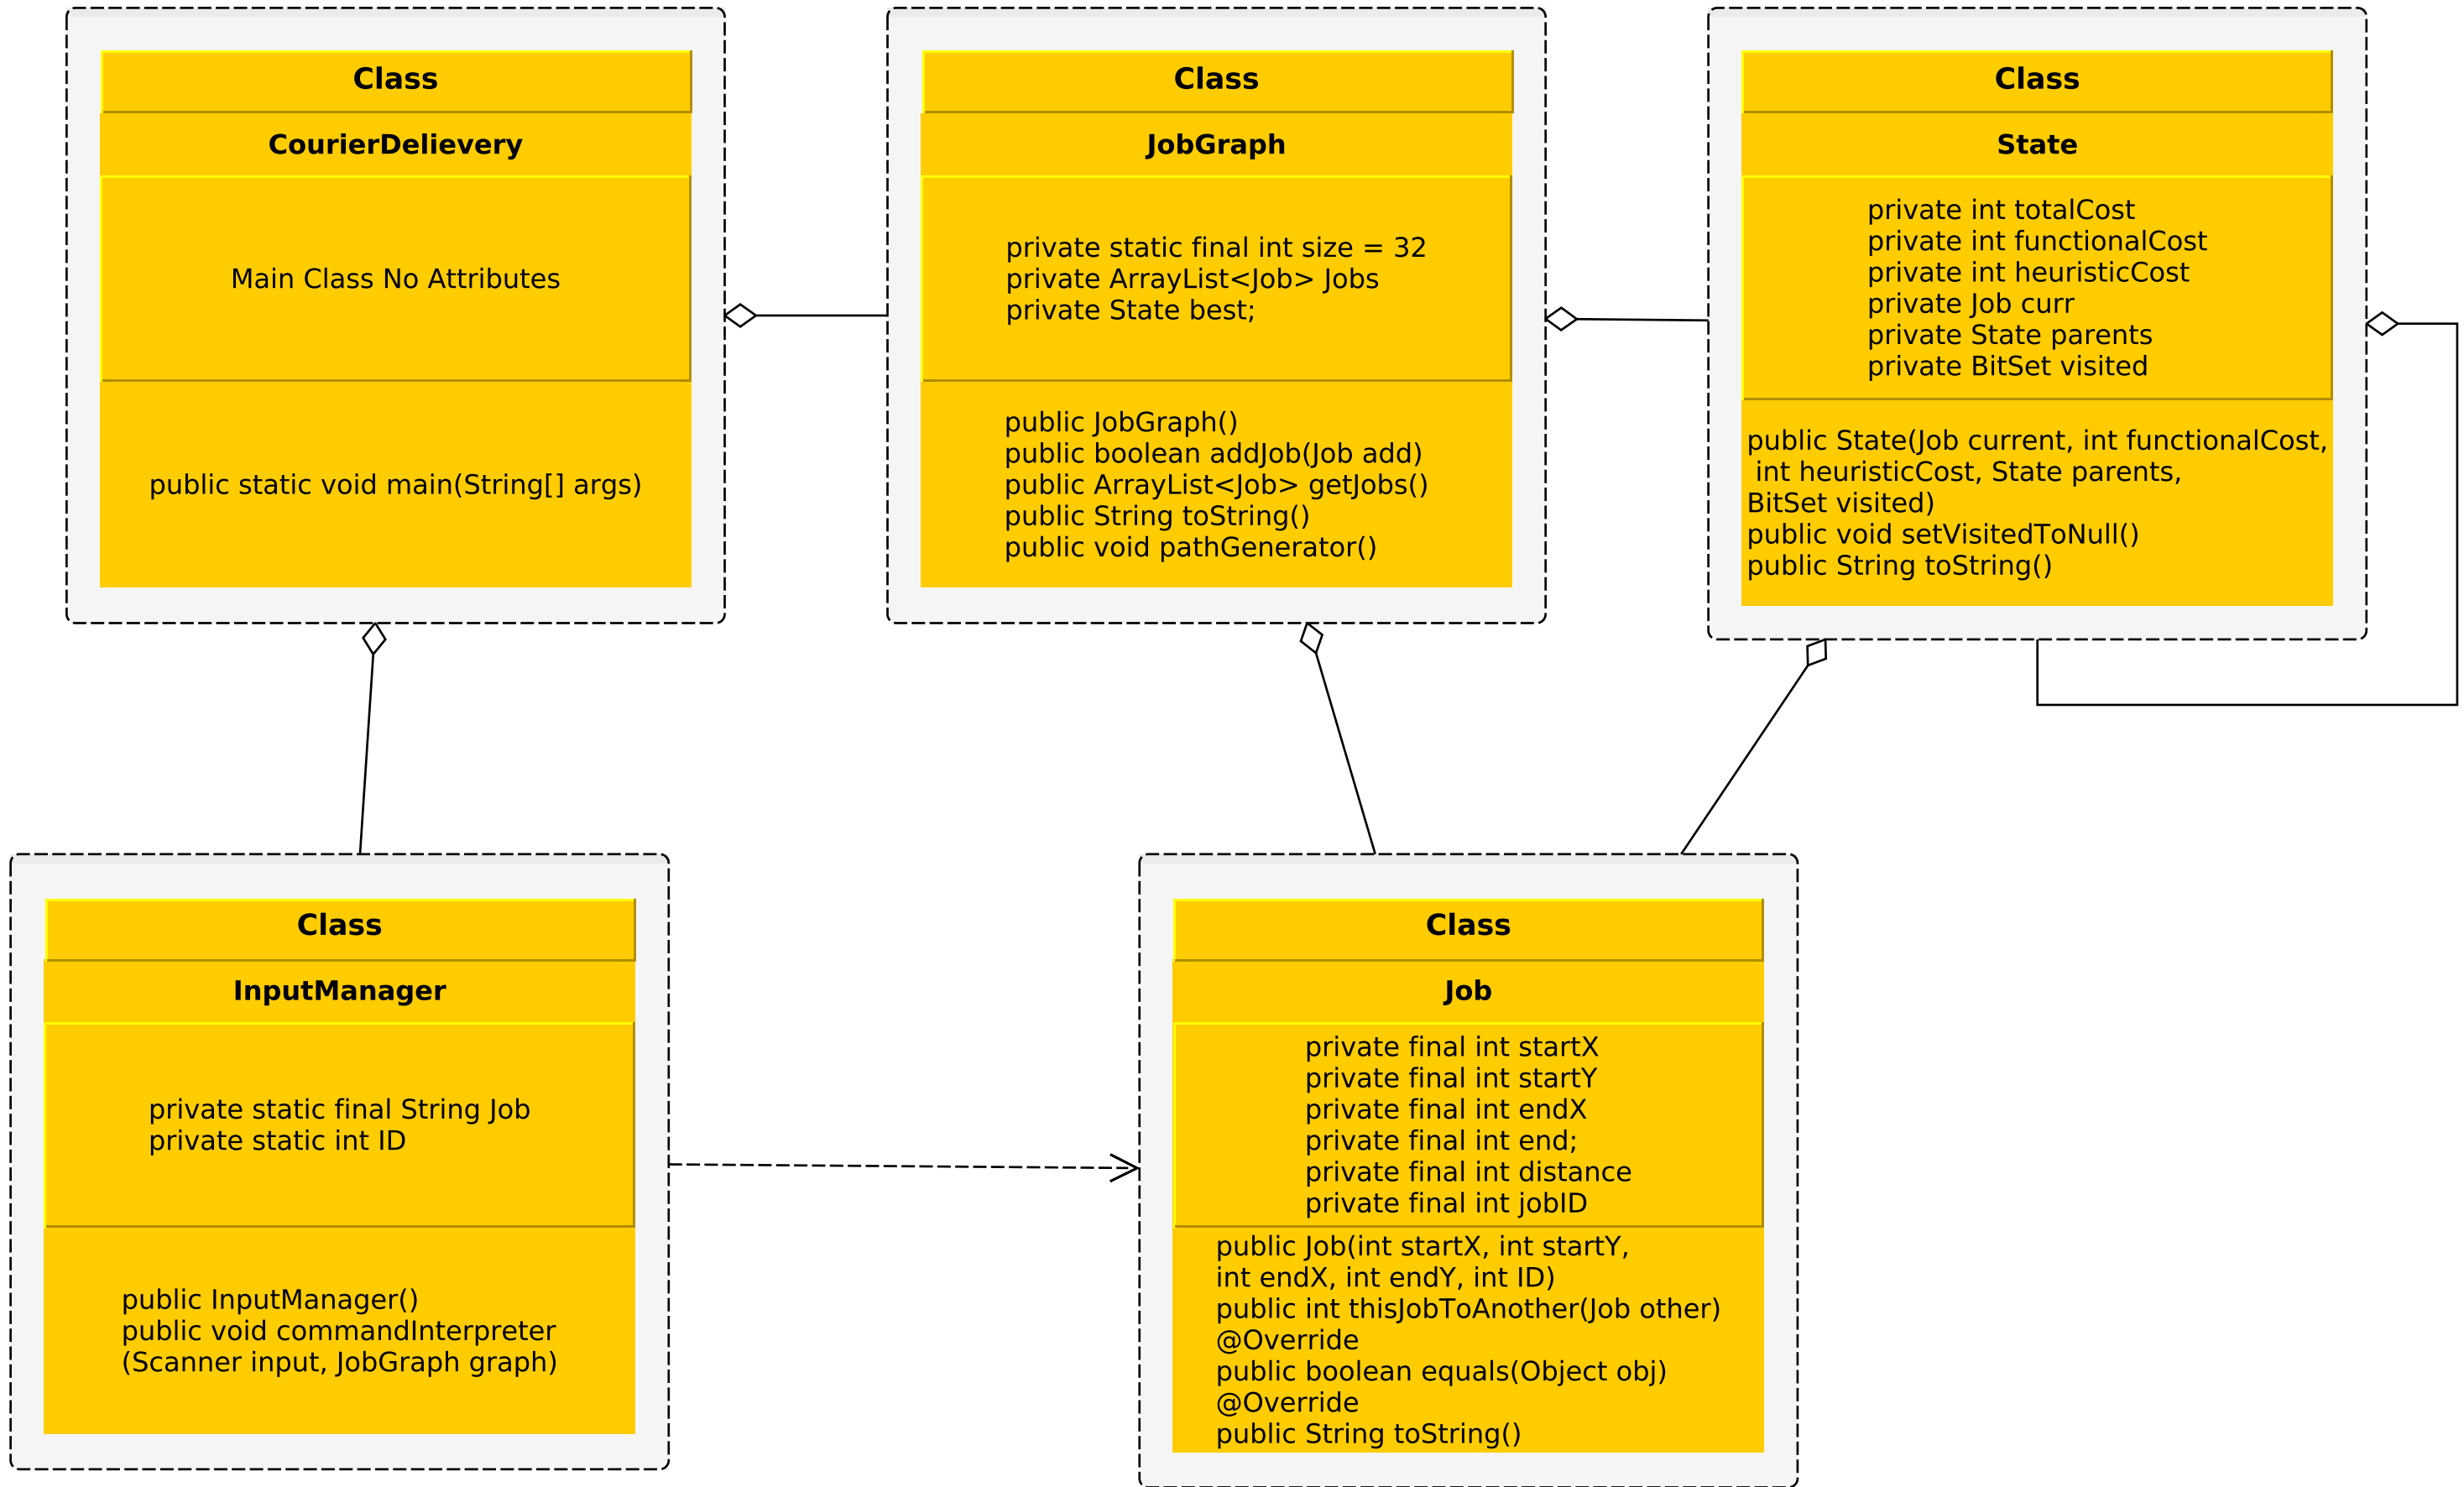 Class
CourierDelievery
Main Class No Attributes
public static void main(String[] args)
Class
JobGraph
private static final int size = 32
private ArrayList<Job> Jobs
private State best;
public JobGraph()
public boolean addJob(Job add)
public ArrayList<Job> getJobs()
public String toString()
public void pathGenerator()
Class
State
private int totalCost
private int functionalCost
private int heuristicCost
private Job curr
private State parents
private BitSet visited
public State(Job current, int functionalCost,
int heuristicCost, State parents,
BitSet visited)
public void setVisitedToNull()
public String toString()
Class
InputManager
private static final String Job
private static int ID
public InputManager()
public void commandInterpreter
(Scanner input, JobGraph graph)
Class
Job
private final int startX
private final int startY
private final int endX
private final int end;
private final int distance
private final int jobID
public Job(int startX, int startY,
int endX, int endY, int ID)
public int thisJobToAnother(Job other)
@Override
public boolean equals(Object obj)
@Override
public String toString()